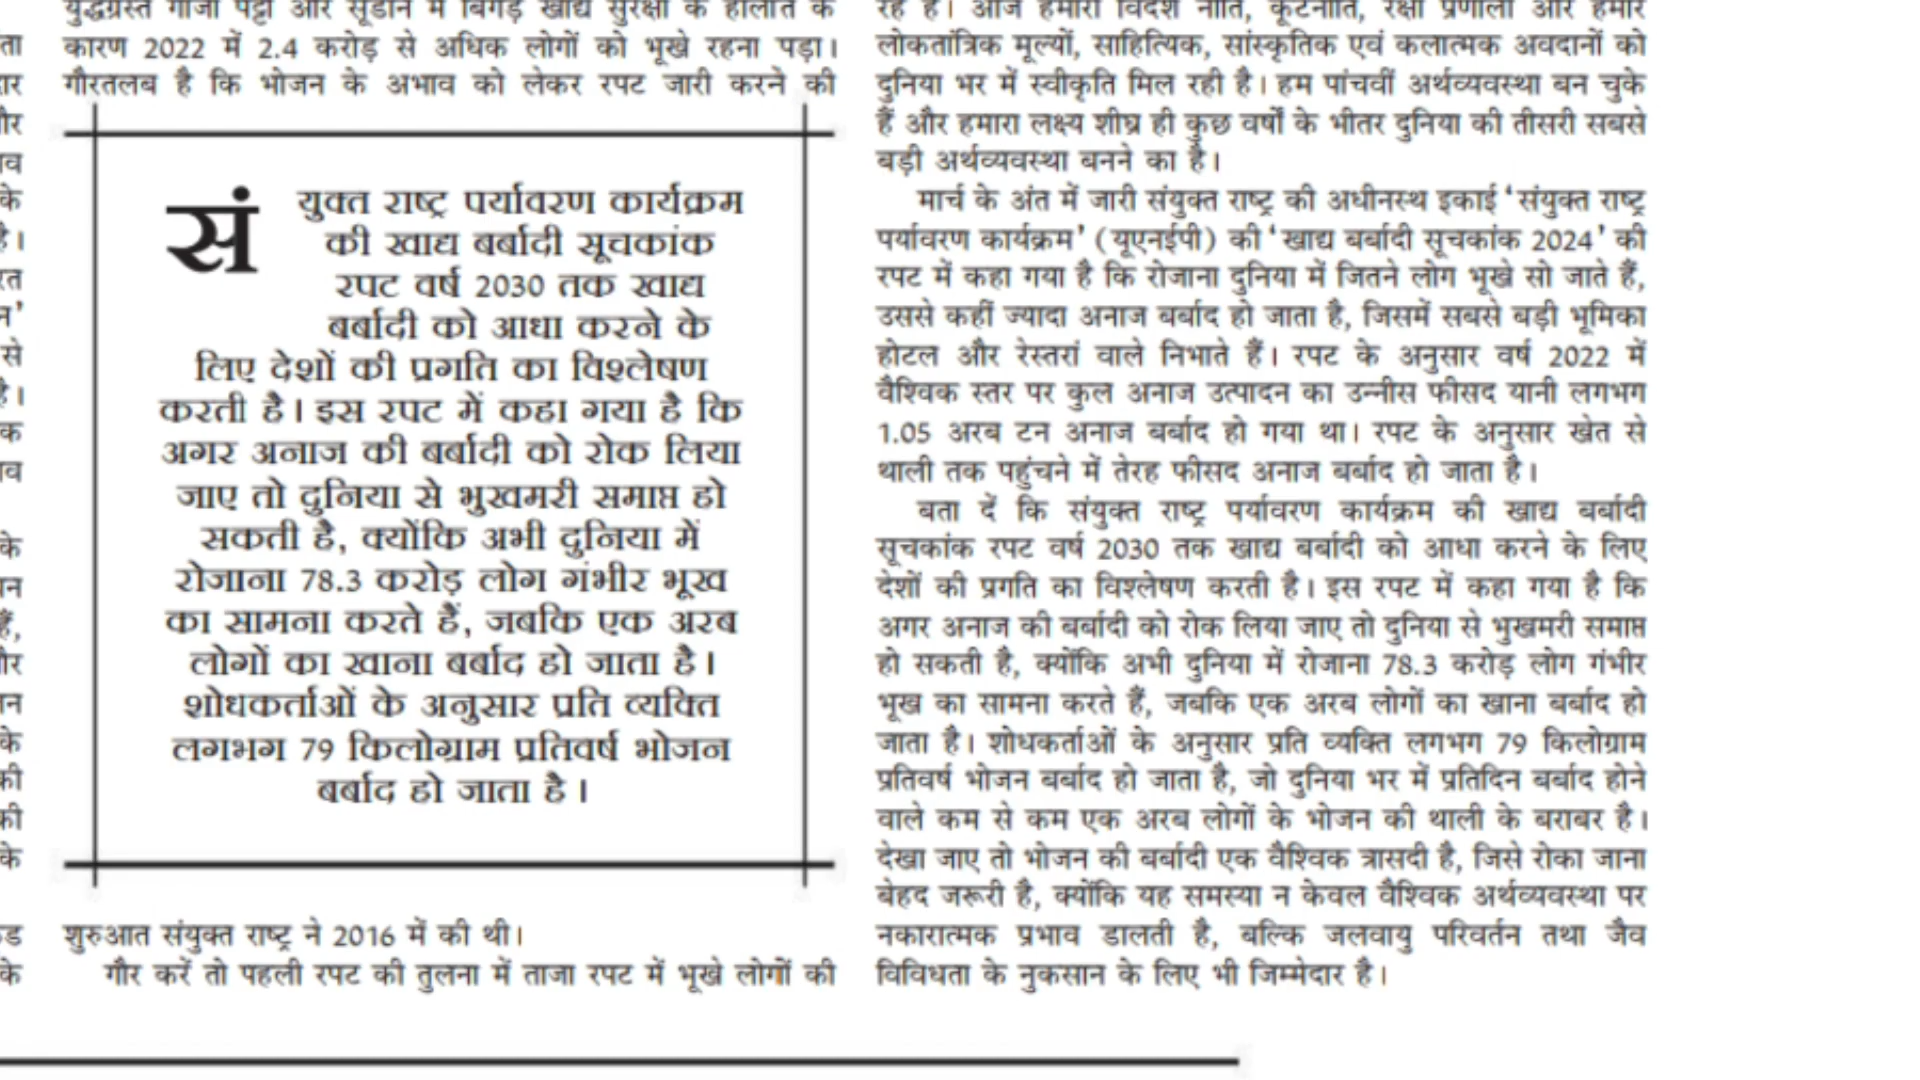 युद्धग्रस्त गाजा पट्टी और सूडान में बिगड़े खाद्य सुरक्षा के हालात के
कारण 2022 में 2.4 करोड़ से अधिक लोगों को भूखे रहना पड़ा।
गौरतलब है कि भोजन के अभाव को लेकर रपट जारी करने की
संयुक्त राष्ट्र पर्यावरण कार्यक्रम
की खाद्य बर्बादी सूचकांक
रपट वर्ष 2030 तक खाद्य
बर्बादी को आधा करने के
लिए देशों की प्रगति का विश्लेषण
करती है। इस रपट में कहा गया है कि
अगर अनाज की बर्बादी को रोक लिया
जाए तो दुनिया से भुखमरी समाप्त हो
सकती है, क्योंकि अभी दुनिया में
रोजाना 78.3 करोड़ लोग गंभीर भूख
का सामना करते हैं, जबकि एक अरब
लोगों का खाना बर्बाद हो जाता है।
शोधकर्ताओं के अनुसार प्रति व्यक्ति
लगभग 79 किलोग्राम प्रतिवर्ष भोजन
बर्बाद हो जाता है।
शुरुआत संयुक्त राष्ट्र ने 2016 में की थी।
गौर करें तो पहली रपट की तुलना में ताजा रपट में भूखे लोगों की
रहे हैं। आज हमारी विदेश नीति, कूटनीति, रक्षा प्रणाली और हमारे
लोकतांत्रिक मूल्यों, साहित्यिक, सांस्कृतिक एवं कलात्मक अवदानों को
दुनिया भर में स्वीकृति मिल रही है। हम पांचवीं अर्थव्यवस्था बन चुके
हैं और हमारा लक्ष्य शीघ्र ही कुछ वर्षों के भीतर दुनिया की तीसरी सबसे
बड़ी अर्थव्यवस्था बनने का है।
मार्च के अंत में जारी संयुक्त राष्ट्र की अधीनस्थ इकाई ‘संयुक्त राष्ट्र
पर्यावरण कार्यक्रम’ (यूएनईपी) की ‘खाद्य बर्बादी सूचकांक 2024’ की
रपट में कहा गया है कि रोजाना दुनिया में जितने लोग भूखे सो जाते हैं,
उससे कहीं ज्यादा अनाज बर्बाद हो जाता है, जिसमें सबसे बड़ी भूमिका
होटल और रेस्तरां वाले निभाते हैं। रपट के अनुसार वर्ष 2022 में
वैश्विक स्तर पर कुल अनाज उत्पादन का उन्नीस फीसद यानी लगभग
1.05 अरब टन अनाज बर्बाद हो गया था। रपट के अनुसार खेत से
थाली तक पहुंचने में तेरह फीसद अनाज बर्बाद हो जाता है।
बता दें कि संयुक्त राष्ट्र पर्यावरण कार्यक्रम की खाद्य बर्बादी
सूचकांक रपट वर्ष 2030 तक खाद्य बर्बादी को आधा करने के लिए
देशों की प्रगति का विश्लेषण करती है। इस रपट में कहा गया है कि
अगर अनाज की बर्बादी को रोक लिया जाए तो दुनिया से भुखमरी समाप्त
हो सकती है, क्योंकि अभी दुनिया में रोजाना 78.3 करोड़ लोग गंभीर
भूख का सामना करते हैं, जबकि एक अरब लोगों का खाना बर्बाद हो
जाता है। शोधकर्ताओं के अनुसार प्रति व्यक्ति लगभग 79 किलोग्राम
प्रतिवर्ष भोजन बर्बाद हो जाता है, जो दुनिया भर में प्रतिदिन बर्बाद होने
वाले कम से कम एक अरब लोगों के भोजन की थाली के बराबर है।
देखा जाए तो भोजन की बर्बादी एक वैश्विक त्रासदी है, जिसे रोका जाना
बेहद जरूरी है, क्योंकि यह समस्या न केवल वैश्विक अर्थव्यवस्था पर
नकारात्मक प्रभाव डालती है, बल्कि जलवायु परिवर्तन तथा जैव
विविधता के नुकसान के लिए भी जिम्मेदार है।